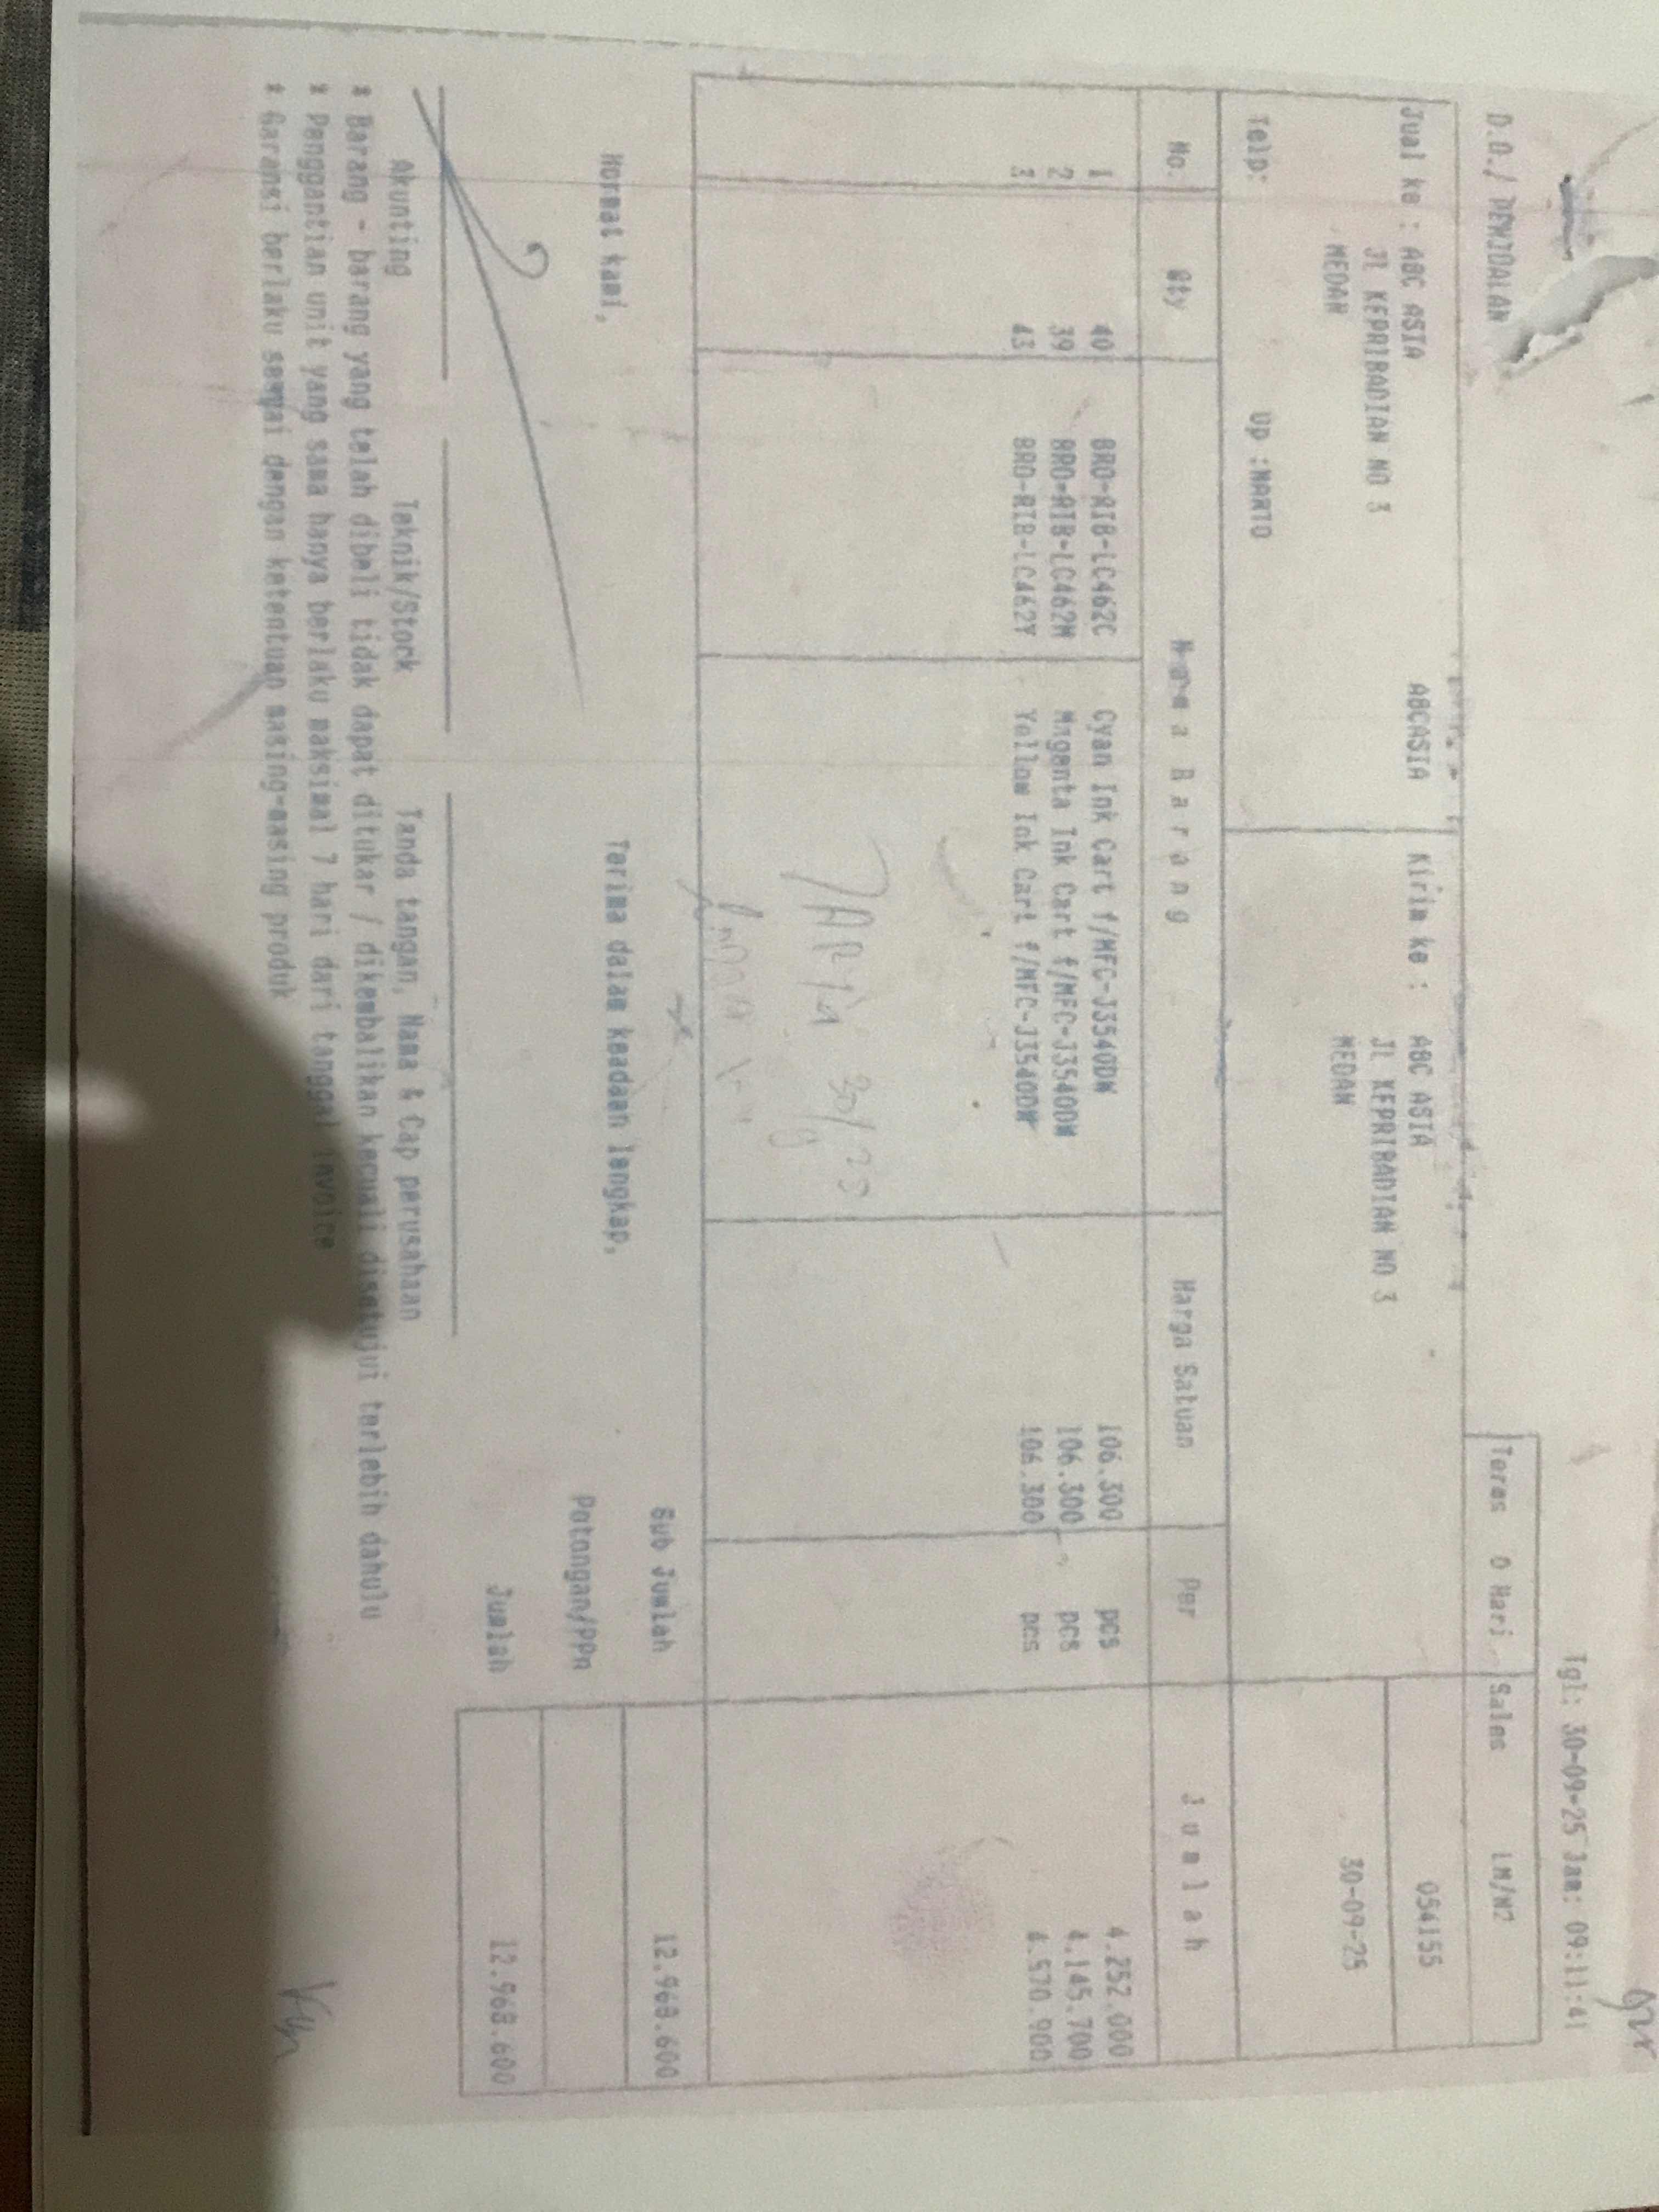 Tgl: 30-09-25 Jam: 09:11:41
D.O./ PENJUALAN
Terms 0 Hari Sales LM/N7
Jual ke : ABC ASIA ABCASIA Kirim ke : ABC ASIA 054155
JL KEPRIBADIAN NO 3 JL KEPRIBADIAN NO 3
MEDAN MEDAN 30-09-25
Telp: Up :NARTO
No. Qty N a m a B a r a n g Harga Satuan Per J u m l a h
1 40 BRO-RIB-LC462C Cyan Ink Cart f/MFC-J3540DW 106.300 pcs 4.252.000
2 39 BRO-RIB-LC462M Magenta Ink Cart f/MFC-J3540DW 106.300 pcs 4.145.700
3 43 BRO-RIB-LC462Y Yellow Ink Cart f/MFC-J3540DW 106.300 pcs 4.570.900
Sub Jumlah 12.968.600
Hormat kami, Terima dalam keadaan lengkap,
Potongan/PPn
Jumlah 12.968.600
Akunting Teknik/Stock Tanda tangan, Nama & Cap perusahaan
* Barang - barang yang telah dibeli tidak dapat ditukar / dikembalikan kecuali disetujui terlebih dahulu
* Penggantian unit yang sama hanya berlaku maksimal 7 hari dari tanggal invoice
* Garansi berlaku sesuai dengan ketentuan masing-masing produk